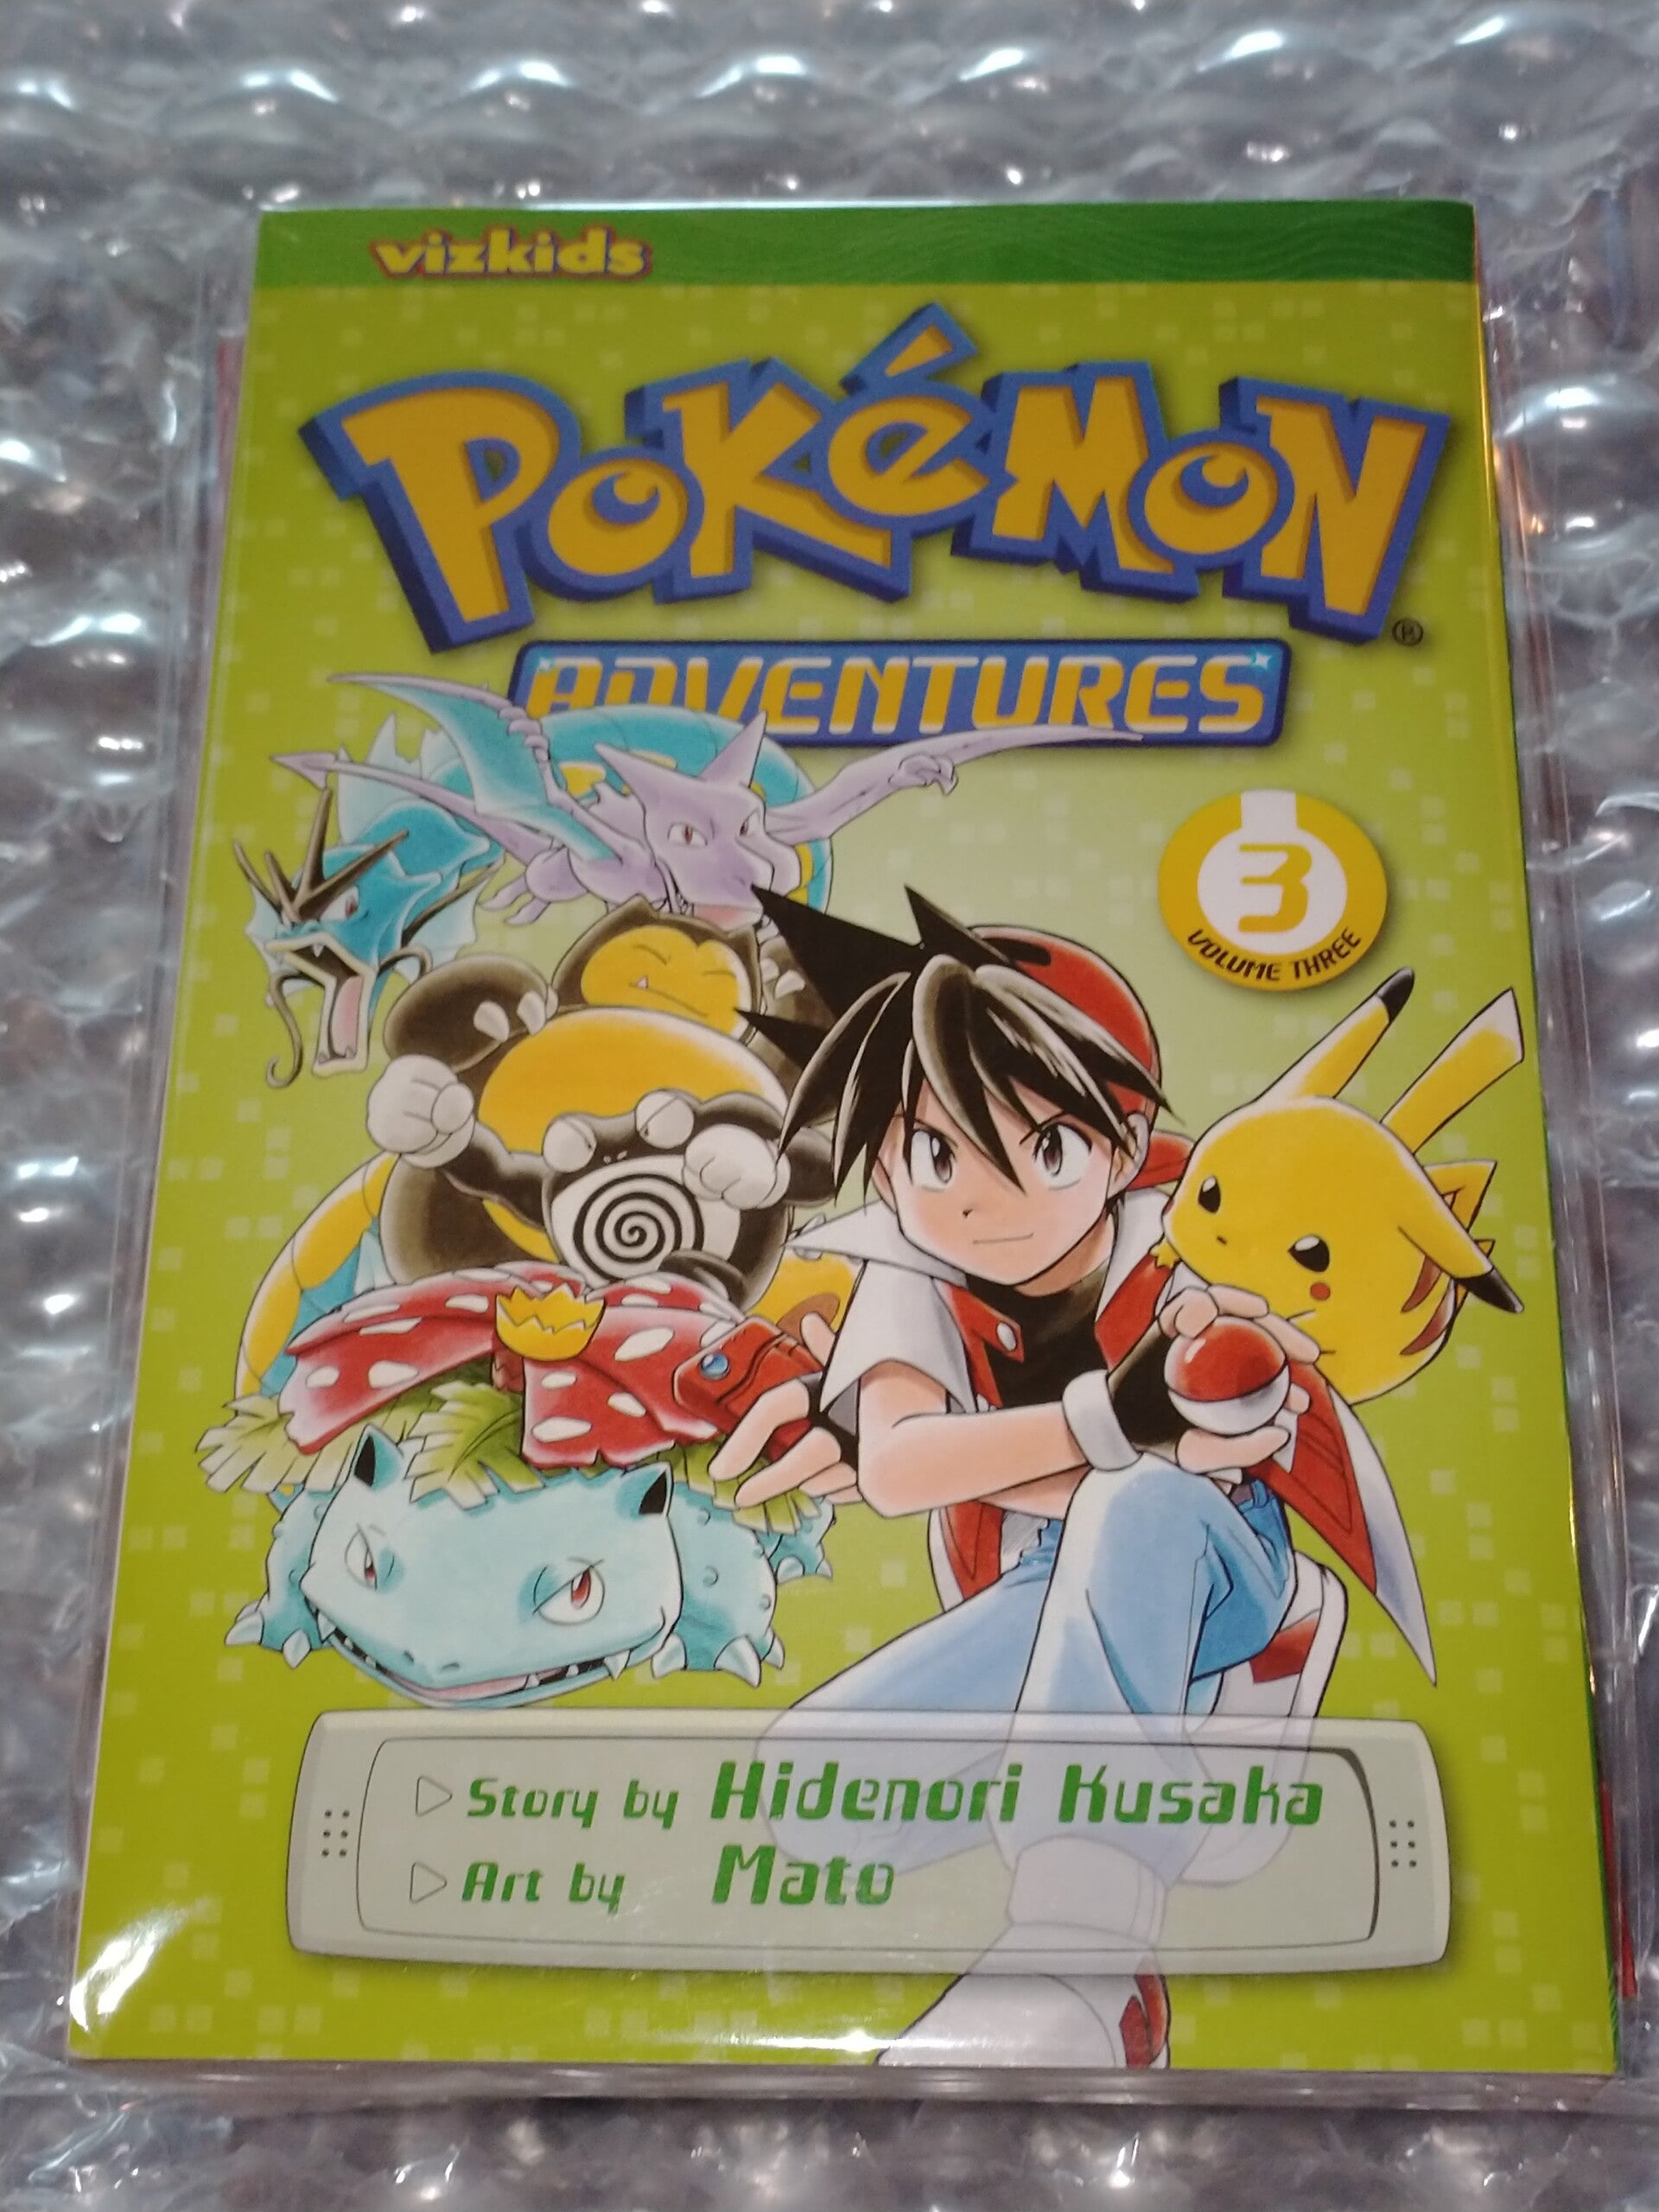 vizkids
POKéMON®
ADVENTURES
3
VOLUME THREE
Story by Hidenori Kusaka
Art by Mato